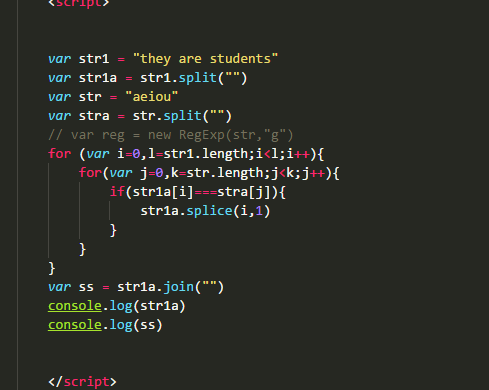 <script>
var str1 = "they are students"
var str1a = str1.split("")
var str = "aeiou"
var stra = str.split("")
// var reg = new RegExp(str,"g")
for (var i=0,l=str1.length;i<l;i++){
for(var j=0,k=str.length;j<k;j++){
if(str1a[i]===stra[j]){
str1a.splice(i,1)
}
}
}
var ss = str1a.join("")
console.log(str1a)
console.log(ss)
</script>